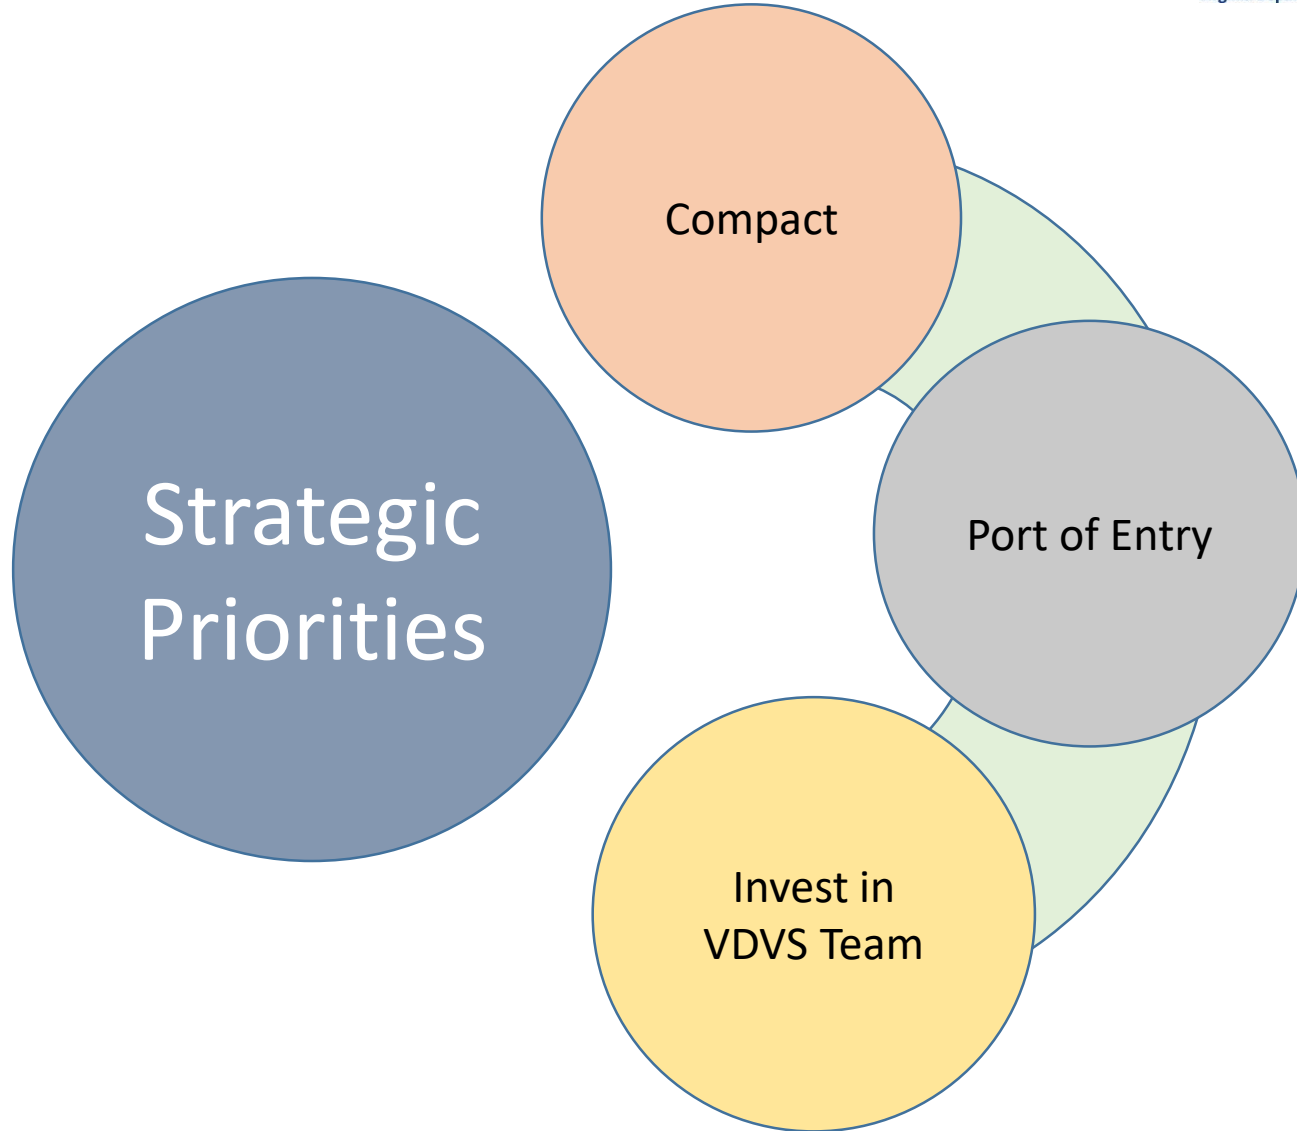 Compact
Strategic
Priorities
Port of Entry
Invest in
VDVS Team